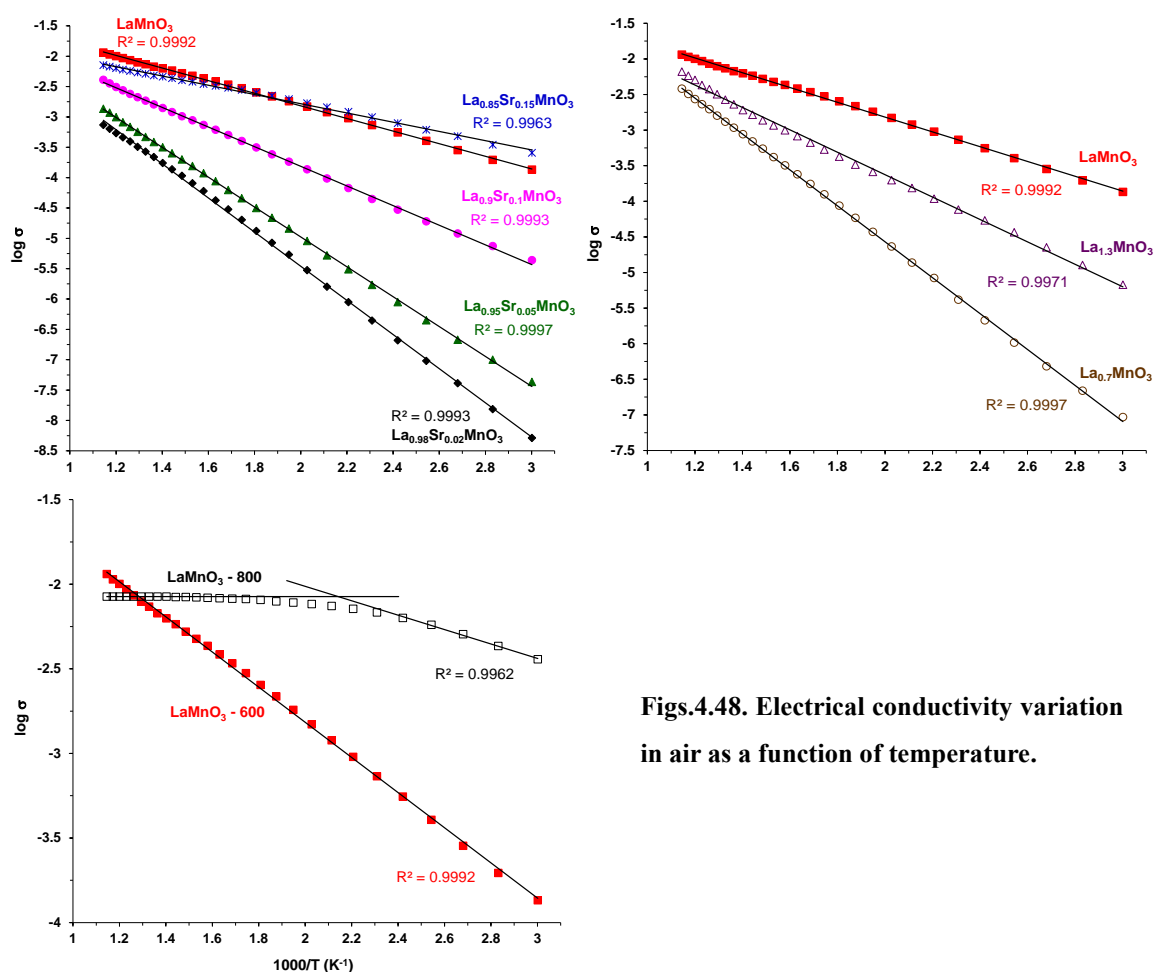 LaMnO₃
R² = 0.9992
La₀.₈₅Sr₀.₁₅MnO₃
R² = 0.9963
La₀.₉Sr₀.₁MnO₃
R² = 0.9993
La₀.₉₅Sr₀.₀₅MnO₃
R² = 0.9997
R² = 0.9993
La₀.₉₈Sr₀.₀₂MnO₃
log σ
-1.5
-2
-2.5
-3
-3.5
-4
-4.5
-5
-5.5
-6
-6.5
-7
-7.5
-8
-8.5
1 1.2 1.4 1.6 1.8 2 2.2 2.4 2.6 2.8 3
LaMnO₃
R² = 0.9992
La₁.₃MnO₃
R² = 0.9971
La₀.₇MnO₃
R² = 0.9997
log σ
-1.5
-2
-2.5
-3
-3.5
-4
-4.5
-5
-5.5
-6
-6.5
-7
-7.5
1 1.2 1.4 1.6 1.8 2 2.2 2.4 2.6 2.8 3
LaMnO₃ - 800
R² = 0.9962
LaMnO₃ - 600
R² = 0.9992
log σ
-1.5
-2
-2.5
-3
-3.5
-4
1 1.2 1.4 1.6 1.8 2 2.2 2.4 2.6 2.8 3
1000/T (K⁻¹)
Figs.4.48. Electrical conductivity variation
in air as a function of temperature.